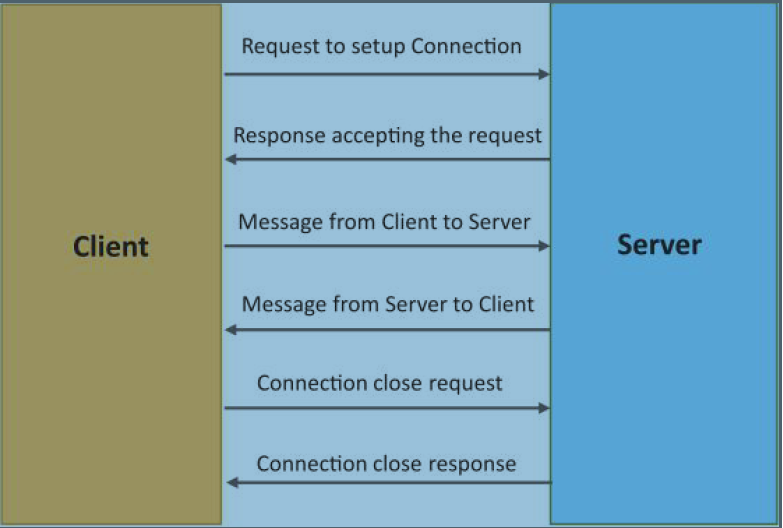 Request to setup Connection
Response accepting the request
Message from Client to Server
Client
Server
Message from Server to Client
Connection close request
Connection close response